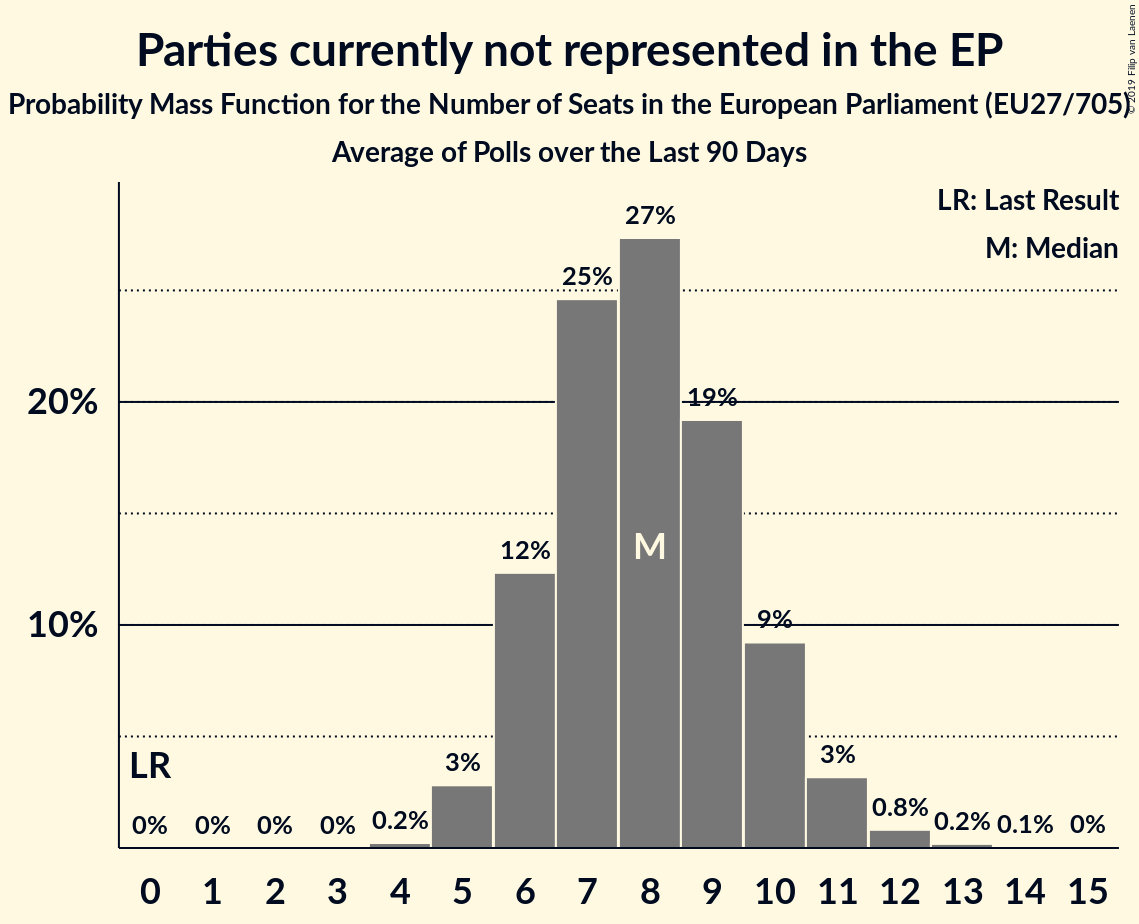 Parties currently not represented in the EP
Probability Mass Function for the Number of Seats in the European Parliament (EU27/705)
Average of Polls over the Last 90 Days
© 2019 Filip van Laenen
LR: Last Result
M: Median
27%
25%
20%
19%
M
12%
10%
9%
LR
3%
3%
0% 0% 0% 0% 0.2% 0.8% 0.2% 0.1% 0%
0 1 2 3 4 5 6 7 8 9 10 11 12 13 14 15